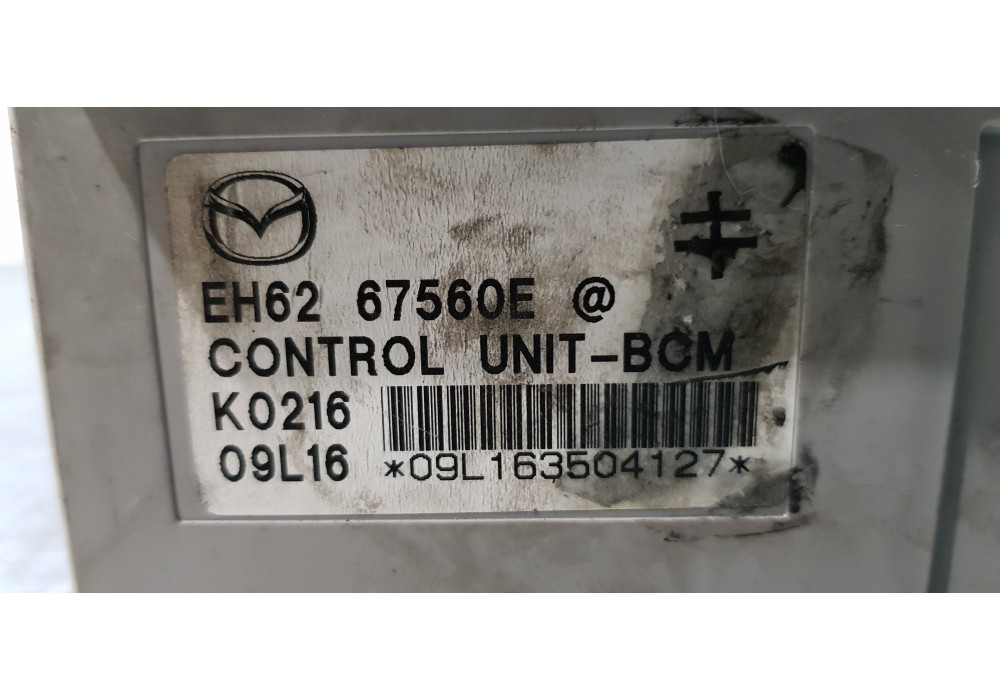 EH62 67560E @
CONTROL UNIT-BCM
K0216
09L16 *09L163504127*